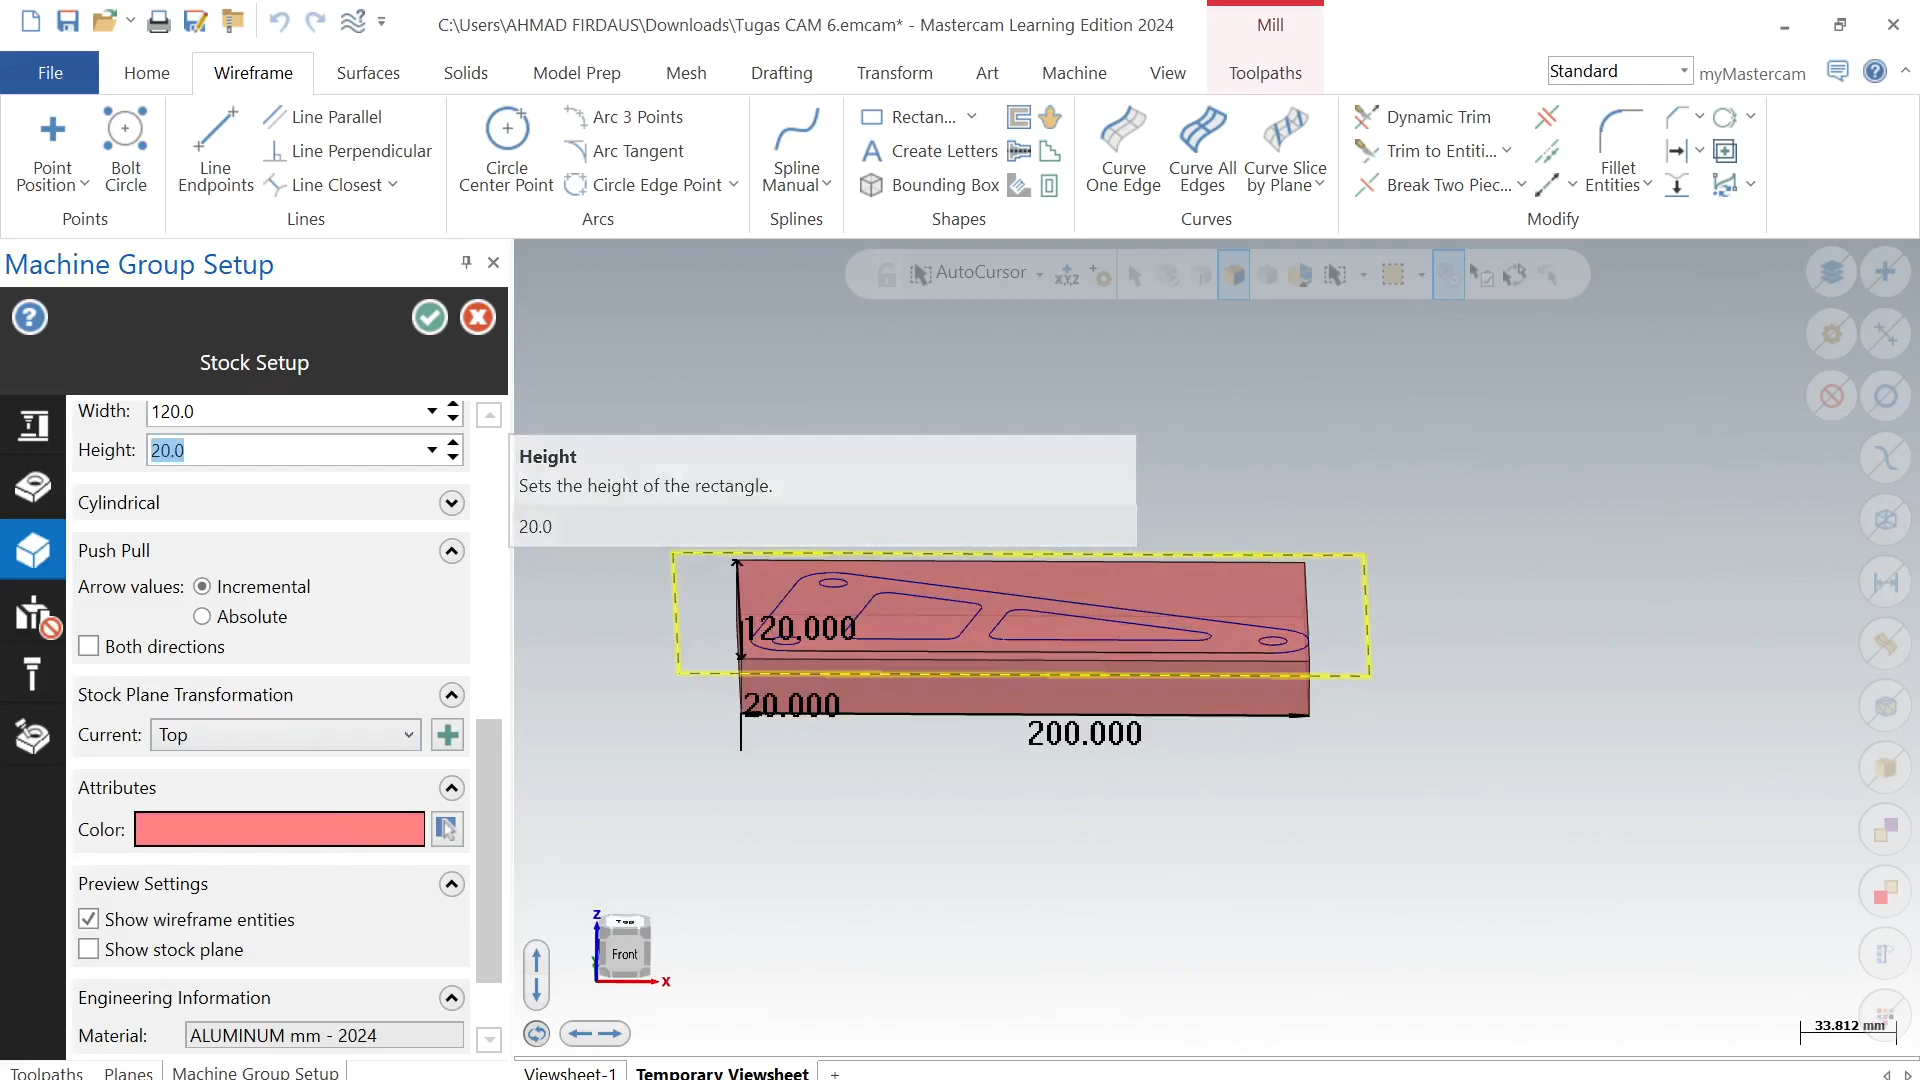 C:\Users\AHMAD FIRDAUS\Downloads\Tugas CAM 6.emcam* - Mastercam Learning Edition 2024
Mill
File
Home
Wireframe
Surfaces
Solids
Model Prep
Mesh
Drafting
Transform
Art
Machine
View
Toolpaths
Standard
myMastercam
Point
Position
Bolt
Circle
Points
Line
Endpoints
Line Parallel
Line Perpendicular
Line Closest
Lines
Circle
Center Point
Arc 3 Points
Arc Tangent
Circle Edge Point
Arcs
Spline
Manual
Splines
Rectan...
Create Letters
Bounding Box
Shapes
Curve
One Edge
Curve All
Edges
Curve Slice
by Plane
Curves
Dynamic Trim
Trim to Entiti...
Break Two Piec...
Fillet
Entities
Modify
Machine Group Setup
Stock Setup
Width: 120.0
Height: 20.0
Cylindrical
Push Pull
Arrow values: Incremental
Absolute
Both directions
Stock Plane Transformation
Current: Top
Attributes
Color:
Preview Settings
Show wireframe entities
Show stock plane
Engineering Information
Material: ALUMINUM mm - 2024
Toolpaths
Planes
Machine Group Setup
AutoCursor
Height
Sets the height of the rectangle.
20.0
120.000
20.000
200.000
Z
Top
Front
X
33.812 mm
Viewsheet-1
Temporary Viewsheet
+